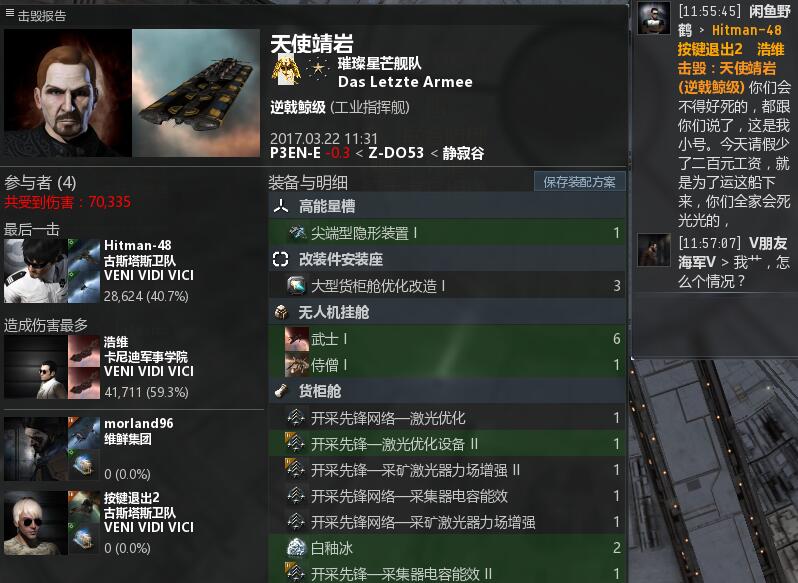 击毁报告
天使靖岩
璀璨星芒舰队
Das Letzte Armee
逆戟鲸级 (工业指挥舰)
2017.03.22 11:31
P3EN-E -0.3 < Z-DO53 < 静寂谷
参与者 (4)
共受到伤害：70,335
最后一击
Hitman-48
古斯塔斯卫队
VENI VIDI VICI
28,624 (40.7%)
造成伤害最多
浩维
卡尼迪军事学院
VENI VIDI VICI
41,711 (59.3%)
morland96
维鲜集团
0 (0.0%)
按键退出2
古斯塔斯卫队
VENI VIDI VICI
0 (0.0%)
装备与明细
保存装配方案
高能量槽
尖端型隐形装置 I 1
改装件安装座
大型货柜舱优化改造 I 3
无人机挂舱
武士 I 6
侍僧 I 1
货柜舱
开采先锋网络—激光优化 1
开采先锋—激光优化设备 II 1
开采先锋网络—采矿激光器力场增强 II 1
开采先锋网络—采集器电容能效 1
开采先锋网络—采矿激光器力场增强 1
白釉冰 2
开采先锋网络—采集器电容能效 II 1
[11:55:45] 闲鱼野
鹤 > Hitman-48
按键退出2 浩维
击毁：天使靖岩
(逆戟鲸级) 你们会
不得好死的，都跟
你们说了，这是我
小号。今天请假少
了二百元工资，就
是为了运这船下
来，你们全家会死
光光的，
[11:57:07] V朋友
海军V > 我艹，怎
么个情况？